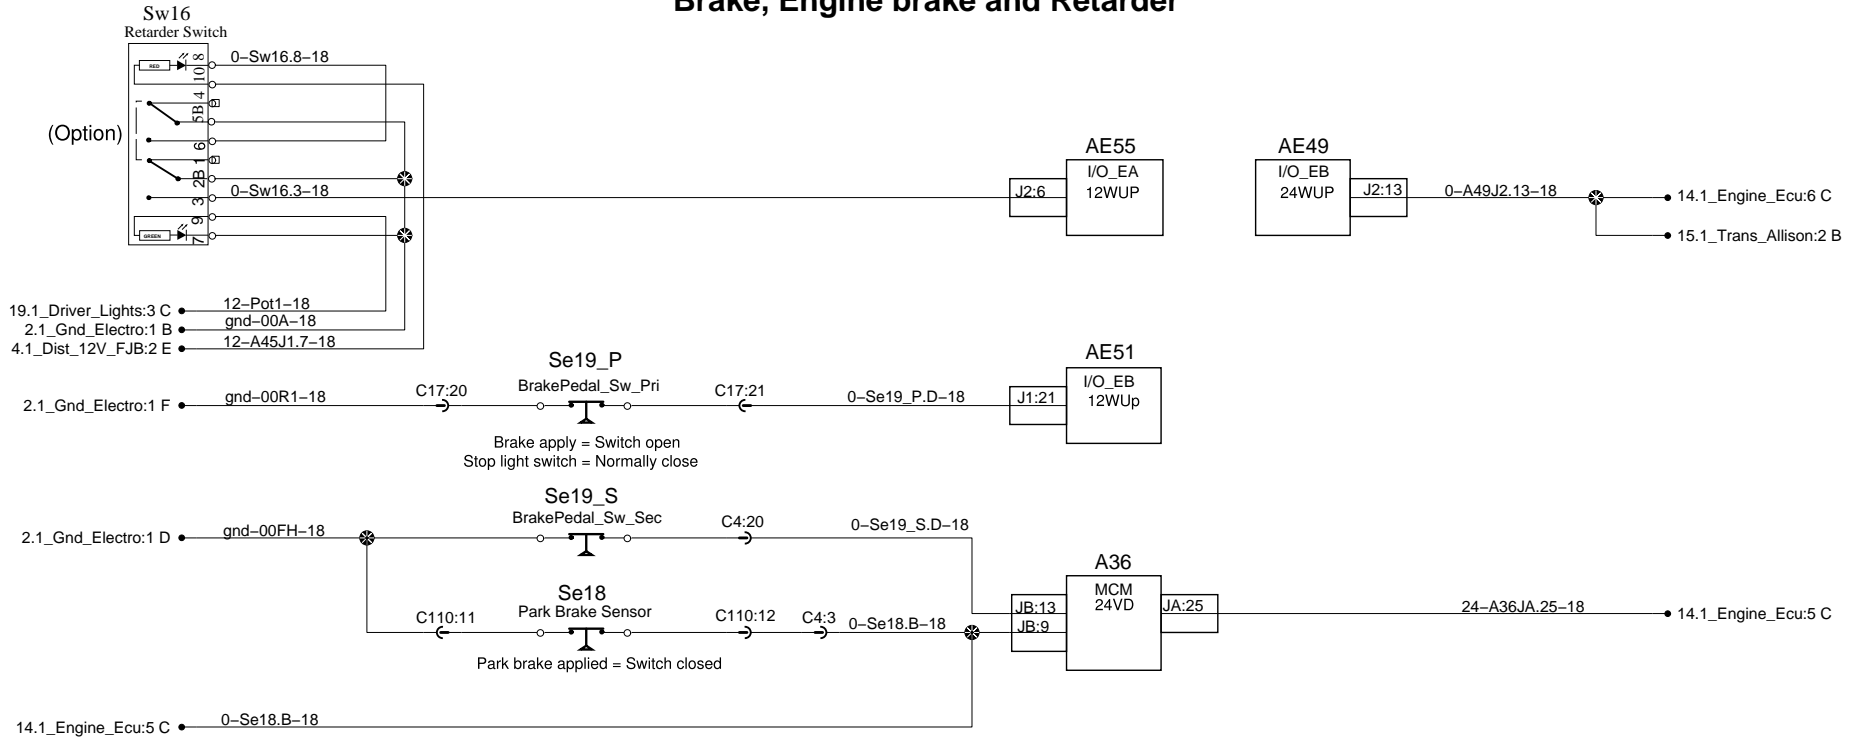 Brake, Engine brake and Retarder
Sw16
Retarder Switch
(Option)
RED
8
10
4
5B
6
1
2B
3
9
7
GREEN
0–Sw16.8–18
0–Sw16.3–18
AE55
I/O_EA
12WUP
J2:6
AE49
I/O_EB
24WUP
J2:13
0–A49J2.13–18
14.1_Engine_Ecu:6 C
15.1_Trans_Allison:2 B
19.1_Driver_Lights:3 C
12–Pot1–18
2.1_Gnd_Electro:1 B
gnd–00A–18
4.1_Dist_12V_FJB:2 E
12–A45J1.7–18
Se19_P
BrakePedal_Sw_Pri
2.1_Gnd_Electro:1 F
gnd–00R1–18
C17:20
C17:21
0–Se19_P.D–18
Brake apply = Switch open
Stop light switch = Normally close
AE51
I/O_EB
12WUp
J1:21
Se19_S
BrakePedal_Sw_Sec
2.1_Gnd_Electro:1 D
gnd–00FH–18
C4:20
0–Se19_S.D–18
Se18
Park Brake Sensor
C110:11
C110:12
C4:3
0–Se18.B–18
Park brake applied = Switch closed
A36
MCM
24VD
JB:13
JB:9
JA:25
24–A36JA.25–18
14.1_Engine_Ecu:5 C
14.1_Engine_Ecu:5 C
0–Se18.B–18